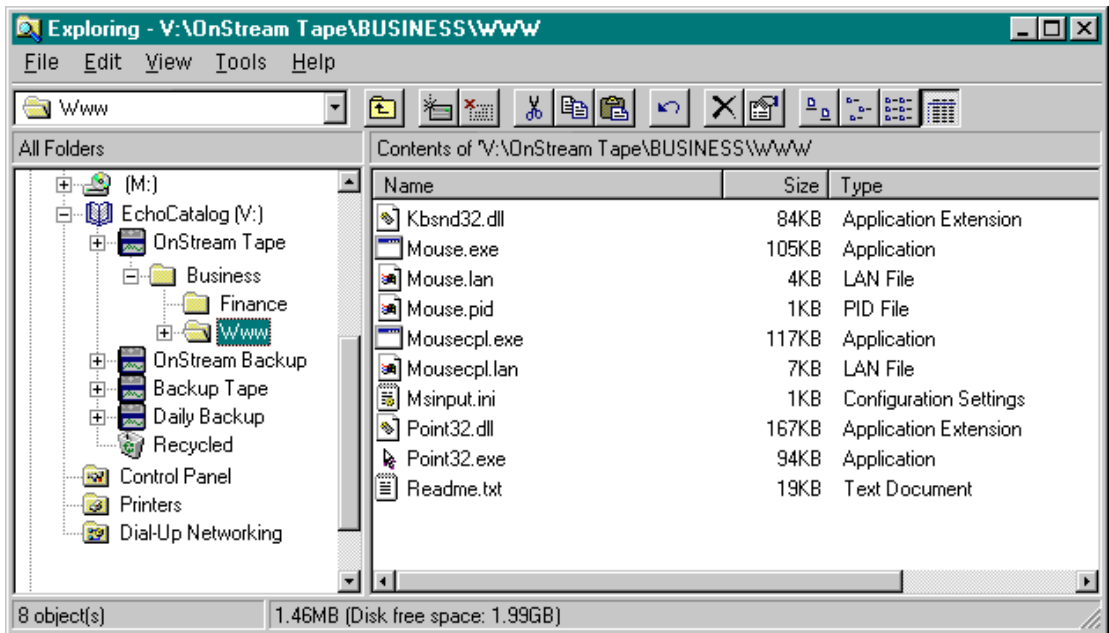 Exploring - V:\OnStream Tape\BUSINESS\WWW
File Edit View Tools Help
Www
All Folders
Contents of 'V:\OnStream Tape\BUSINESS\WWW
(M:)
EchoCatalog (V:)
OnStream Tape
Business
Finance
Www
OnStream Backup
Backup Tape
Daily Backup
Recycled
Control Panel
Printers
Dial-Up Networking
Name Size Type
Kbsnd32.dll 84KB Application Extension
Mouse.exe 105KB Application
Mouse.lan 4KB LAN File
Mouse.pid 1KB PID File
Mousecpl.exe 117KB Application
Mousecpl.lan 7KB LAN File
Msinput.ini 1KB Configuration Settings
Point32.dll 167KB Application Extension
Point32.exe 94KB Application
Readme.txt 19KB Text Document
8 object(s) 1.46MB (Disk free space: 1.99GB)